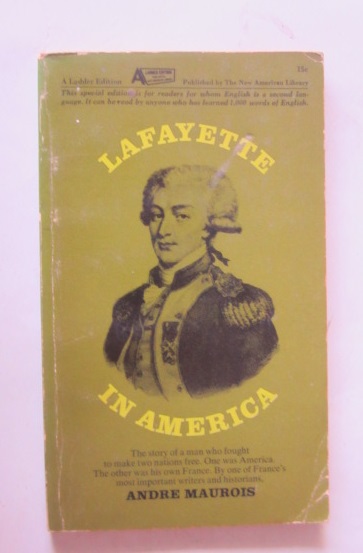 A Ladder Edition
15c
Published by The New American Library
This special edition is for readers for whom English is a second lan-
guage. It can be read by anyone who has learned 1,000 words of English.
LAFAYETTE
IN AMERICA
The story of a man who fought
to make two nations free. One was America.
The other was his own France. By one of France's
most important writers and historians,
ANDRE MAUROIS